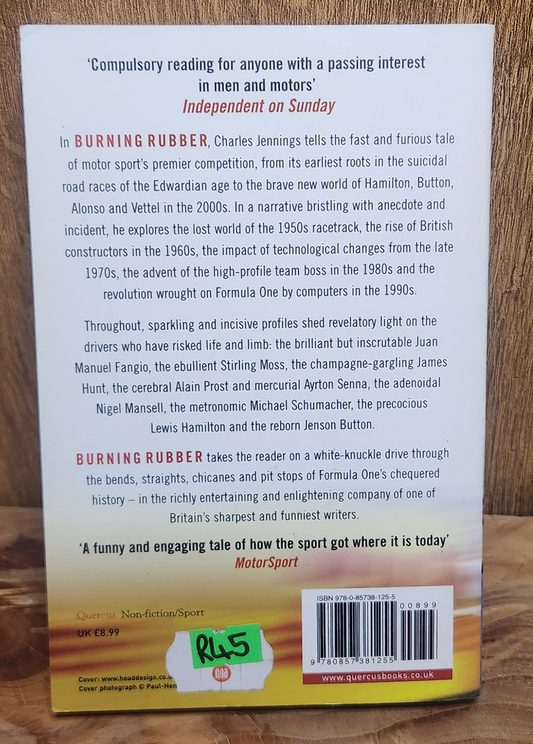 ‘Compulsory reading for anyone with a passing interest
in men and motors’
Independent on Sunday
In BURNING RUBBER, Charles Jennings tells the fast and furious tale
of motor sport’s premier competition, from its earliest roots in the suicidal
road races of the Edwardian age to the brave new world of Hamilton, Button,
Alonso and Vettel in the 2000s. In a narrative bristling with anecdote and
incident, he explores the lost world of the 1950s racetrack, the rise of British
constructors in the 1960s, the impact of technological changes from the late
1970s, the advent of the high-profile team boss in the 1980s and the
revolution wrought on Formula One by computers in the 1990s.
Throughout, sparkling and incisive profiles shed revelatory light on the
drivers who have risked life and limb: the brilliant but inscrutable Juan
Manuel Fangio, the ebullient Stirling Moss, the champagne-gargling James
Hunt, the cerebral Alain Prost and mercurial Ayrton Senna, the adenoidal
Nigel Mansell, the metronomic Michael Schumacher, the precocious
Lewis Hamilton and the reborn Jenson Button.
BURNING RUBBER takes the reader on a white-knuckle drive through
the bends, straights, chicanes and pit stops of Formula One’s chequered
history – in the richly entertaining and enlightening company of one of
Britain’s sharpest and funniest writers.
‘A funny and engaging tale of how the sport got where it is today’
MotorSport
ISBN 978-0-85738-125-5
00899
9 780857 381255
www.quercusbooks.co.uk
Quercus Non-fiction/Sport
UK £8.99
R45
Cover: www.headdesign.co.u
Cover photograph © Paul-Hen